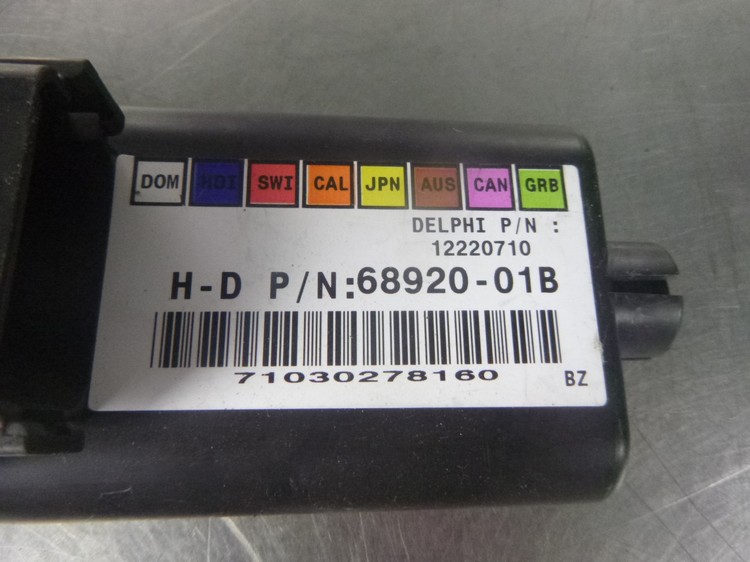 DOM HDI SWI CAL JPN AUS CAN GRB
DELPHI P/N :
12220710
H-D P/N:68920-01B
71030278160
BZ